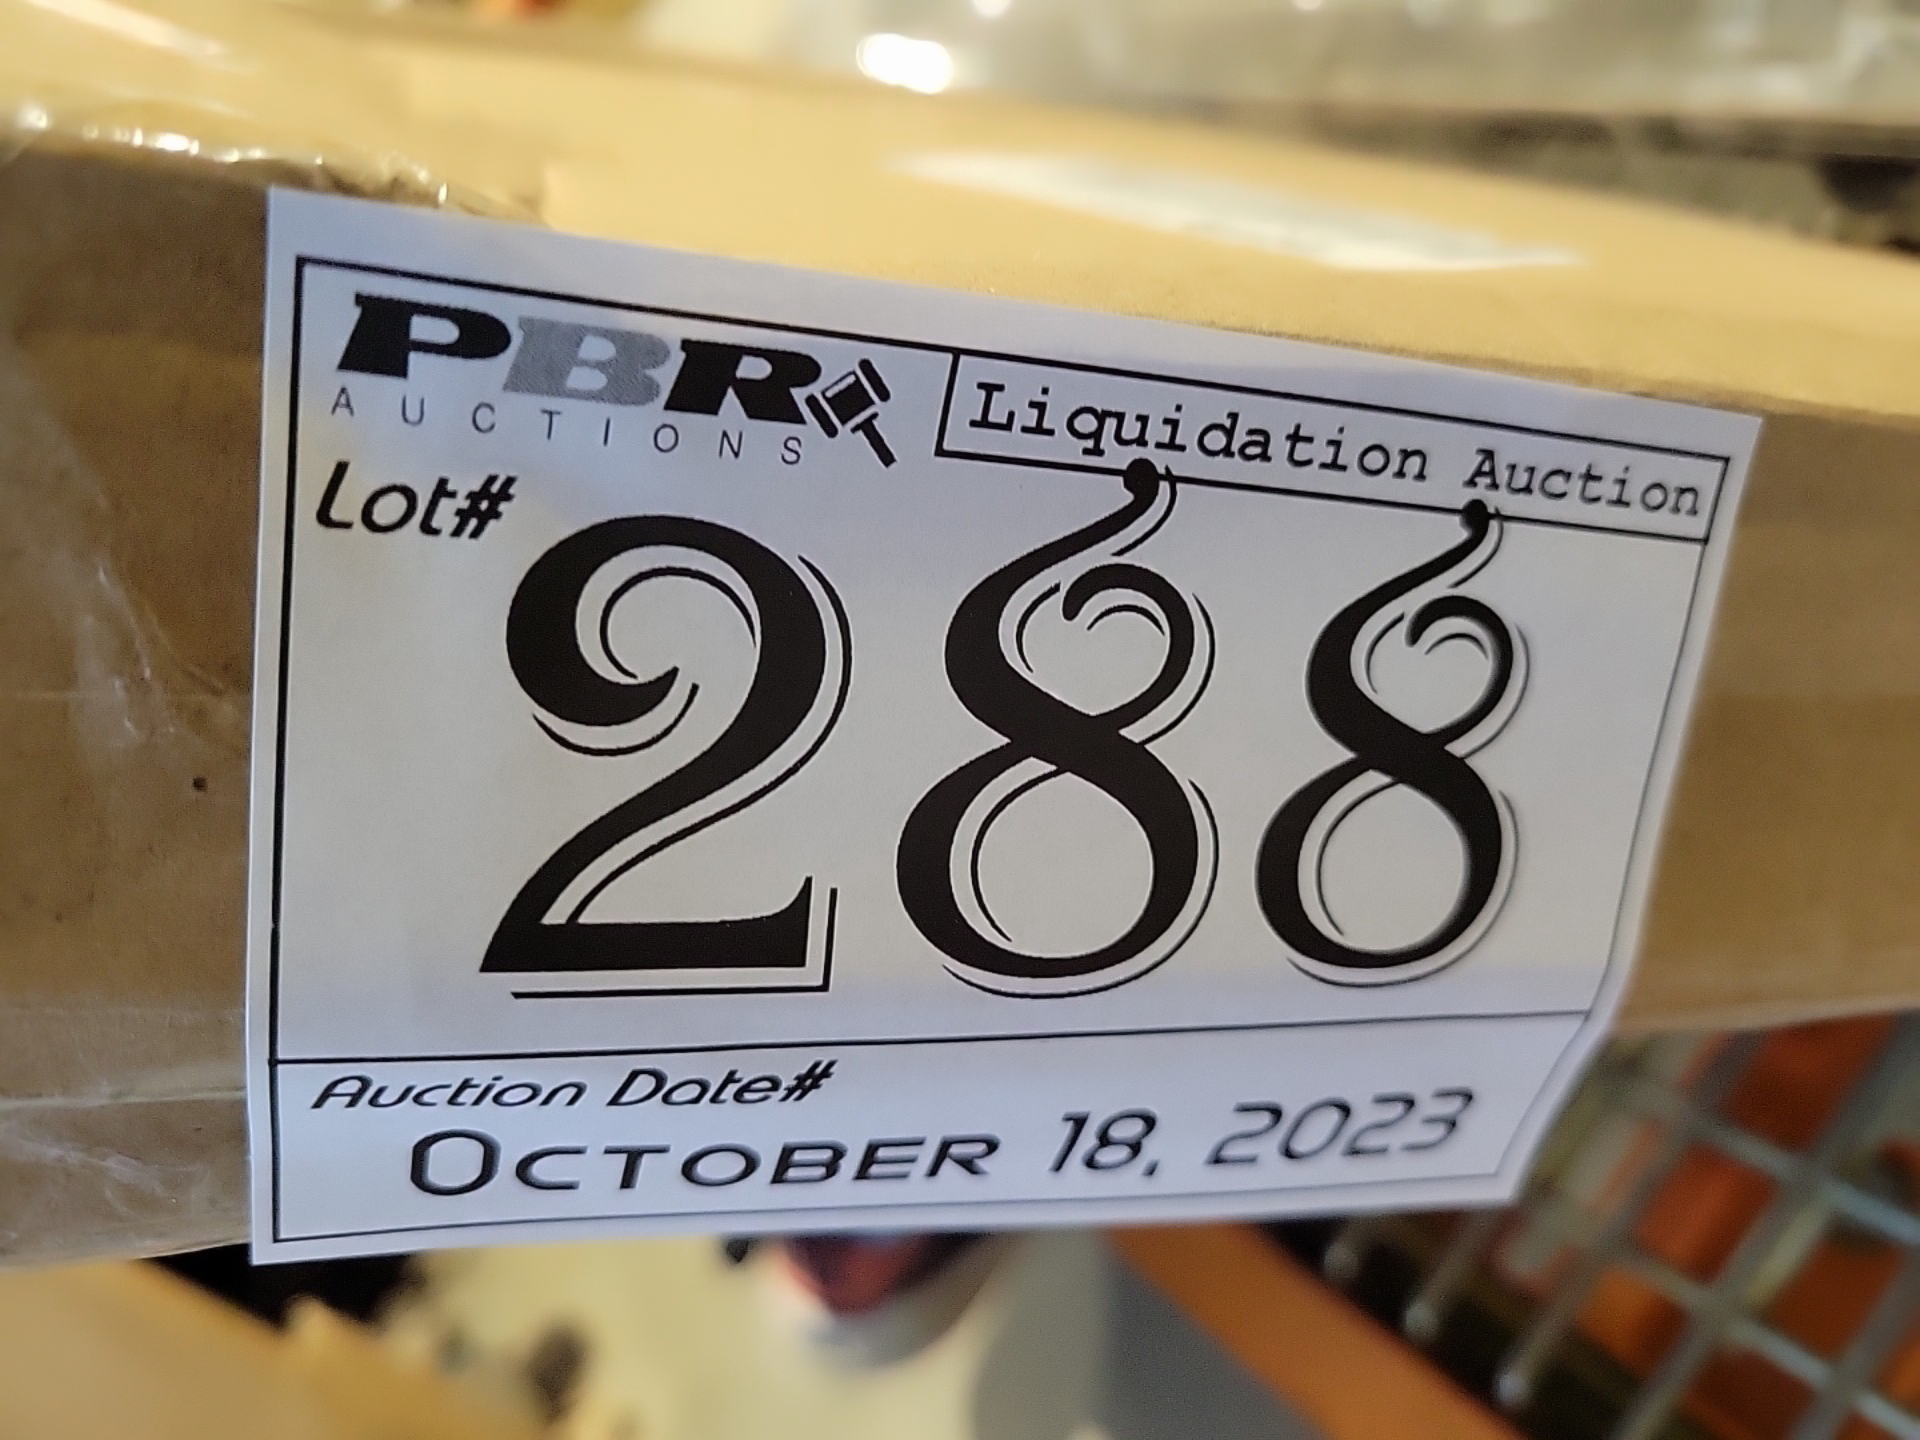 PBR
AUCTIONS
Liquidation Auction
Lot#
288
Auction Date#
OCTOBER 18, 2023